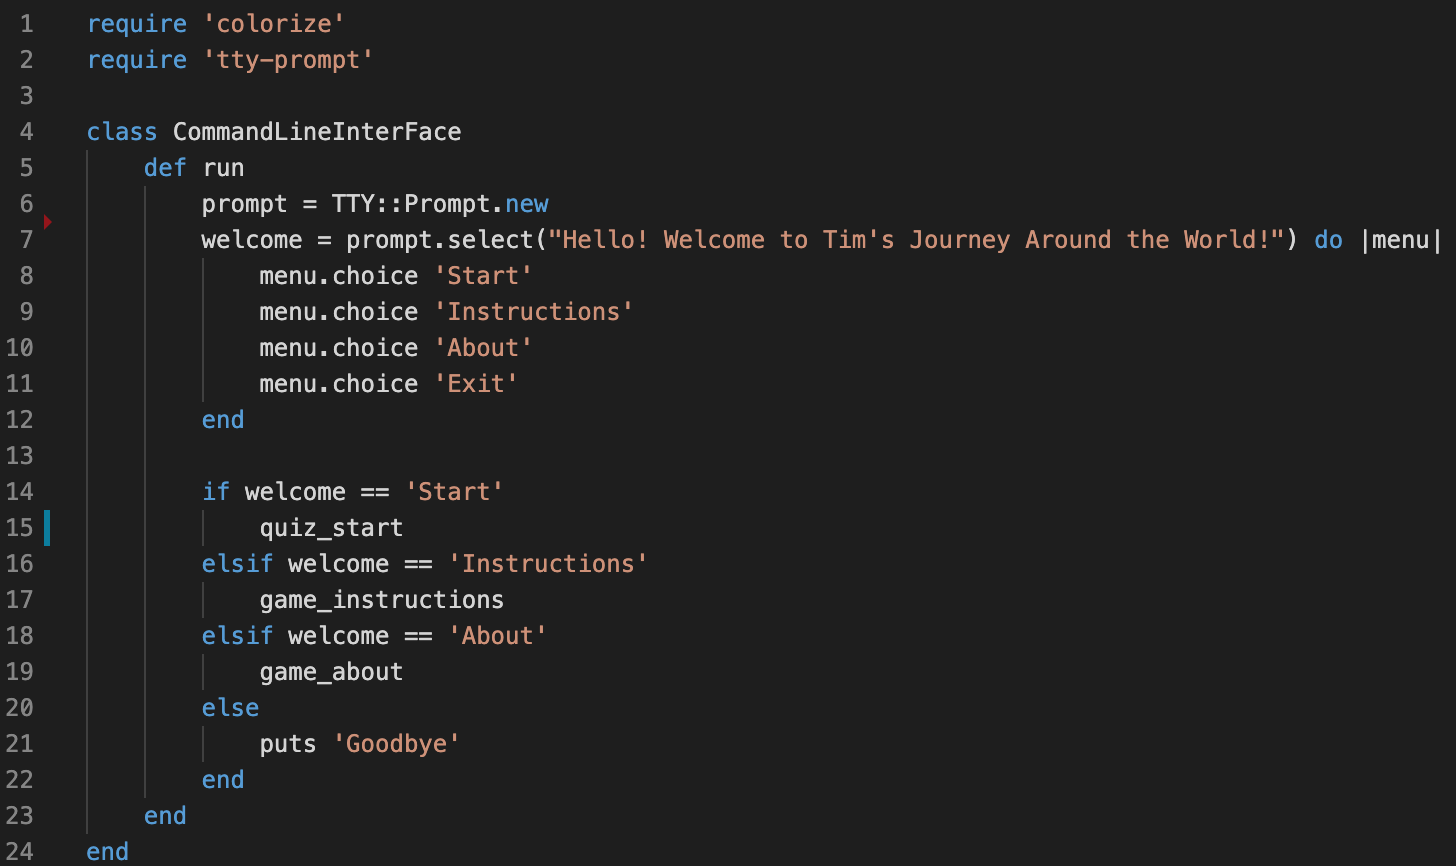 1 require 'colorize'
2 require 'tty-prompt'
3
4 class CommandLineInterFace
5     def run
6         prompt = TTY::Prompt.new
7         welcome = prompt.select("Hello! Welcome to Tim's Journey Around the World!") do |menu|
8             menu.choice 'Start'
9             menu.choice 'Instructions'
10             menu.choice 'About'
11             menu.choice 'Exit'
12         end
13
14         if welcome == 'Start'
15             quiz_start
16         elsif welcome == 'Instructions'
17             game_instructions
18         elsif welcome == 'About'
19             game_about
20         else
21             puts 'Goodbye'
22         end
23     end
24 end